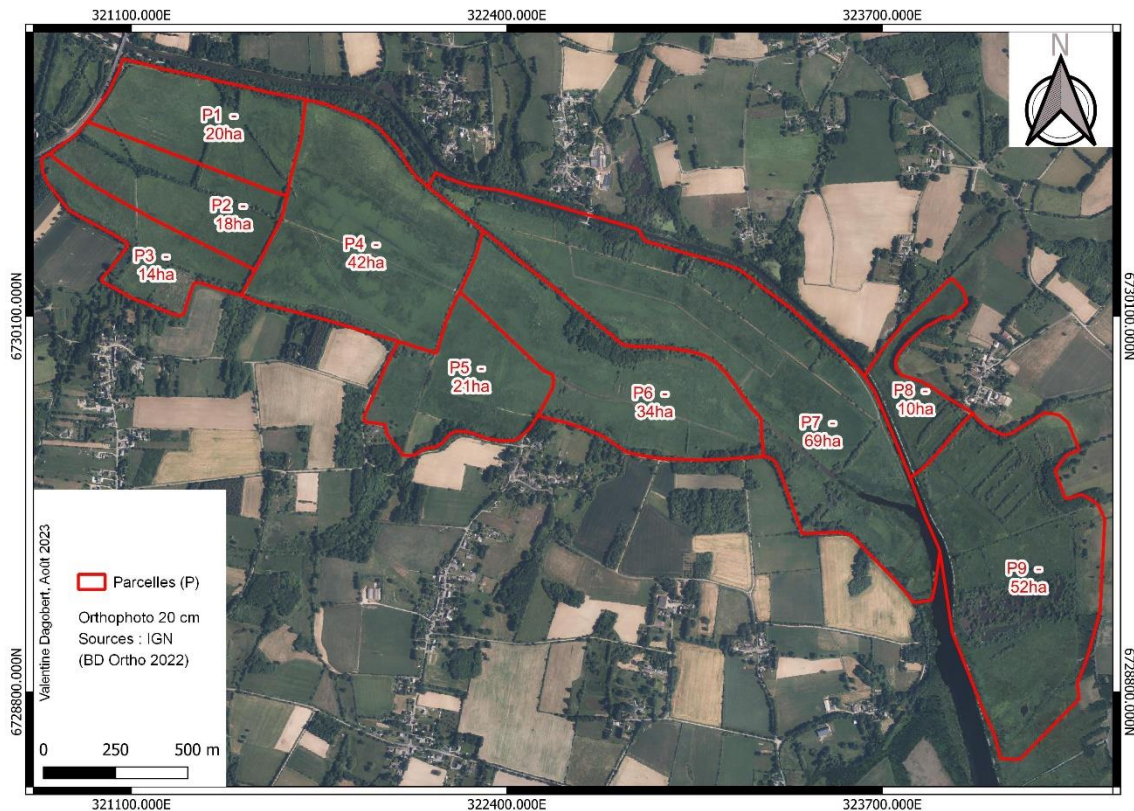 321100.000E
322400.000E
323700.000E
N
P1 -
20ha
P2 -
18ha
P3 -
14ha
P4 -
42ha
6730100.000N
6730100.000N
P5 -
21ha
P6 -
34ha
P7 -
69ha
P8 -
10ha
P9 -
52ha
Valentine Dagobert, Août 2023
Parcelles (P)
Orthophoto 20 cm
Sources : IGN
(BD Ortho 2022)
6728800.000N
6728800.000N
0 250 500 m
321100.000E
322400.000E
323700.000E